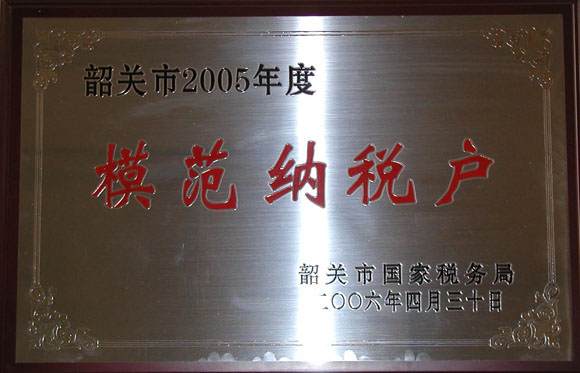 韶关市2005年度
模范纳税户
韶关市国家税务局
二〇〇六年四月三十日